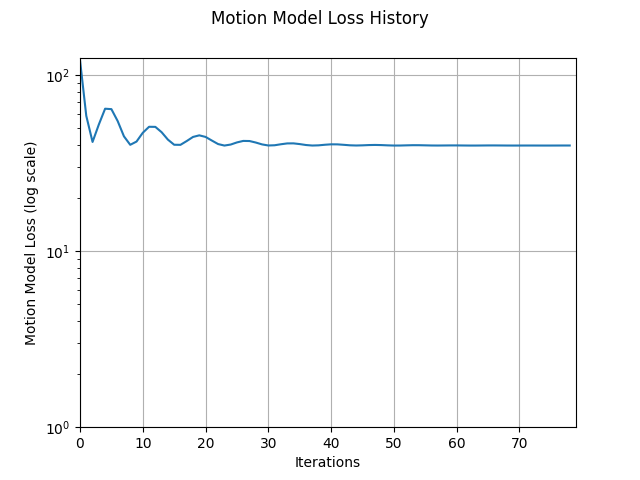 Motion Model Loss History
Motion Model Loss (log scale)
10²
10¹
10⁰
0 10 20 30 40 50 60 70
Iterations